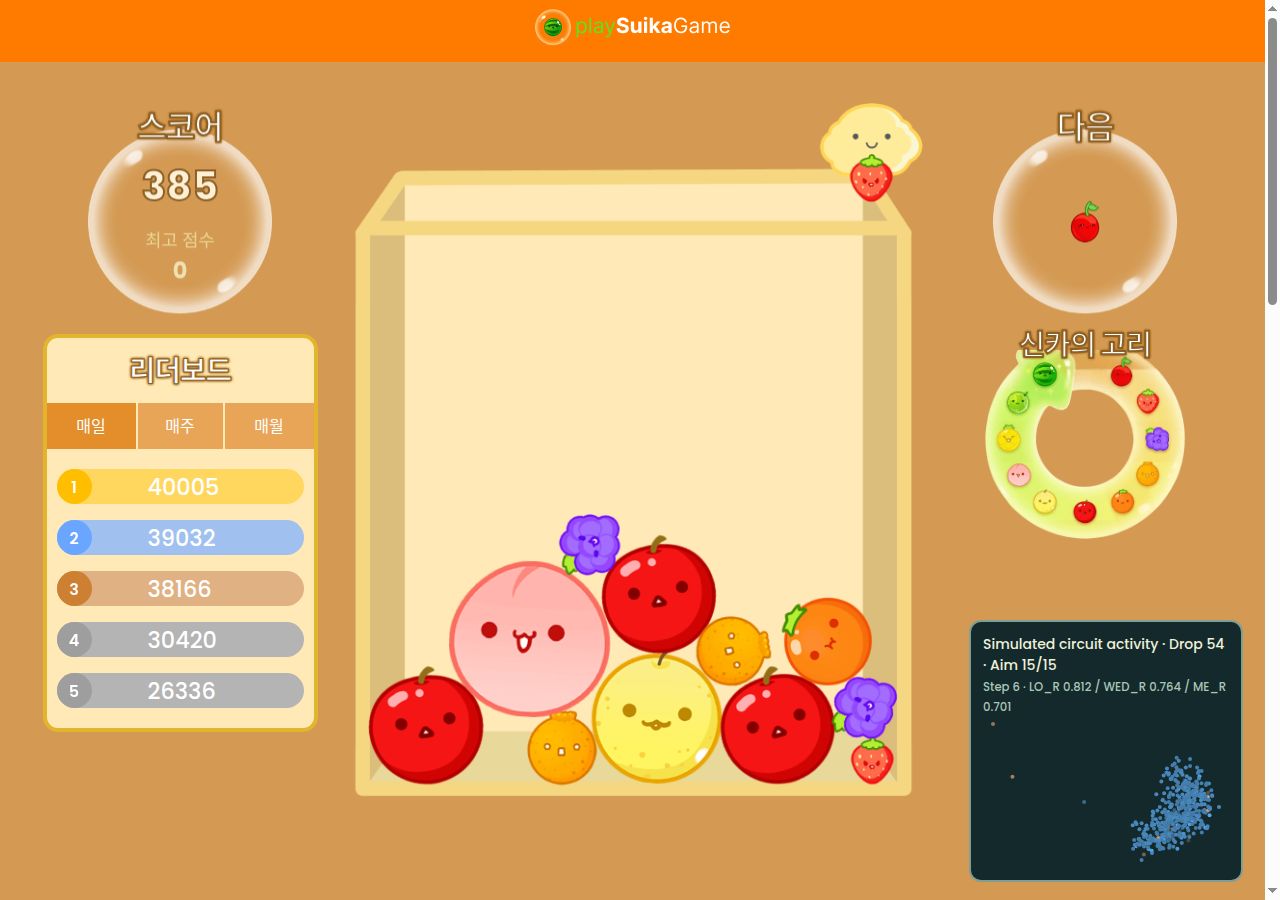 playSuikaGame
스코어
385
최고 점수
0
리더보드
매일 매주 매월
1 40005
2 39032
3 38166
4 30420
5 26336
다음
신카의 고리
Simulated circuit activity · Drop 54
· Aim 15/15
Step 6 · LO_R 0.812 / WED_R 0.764 / ME_R
0.701